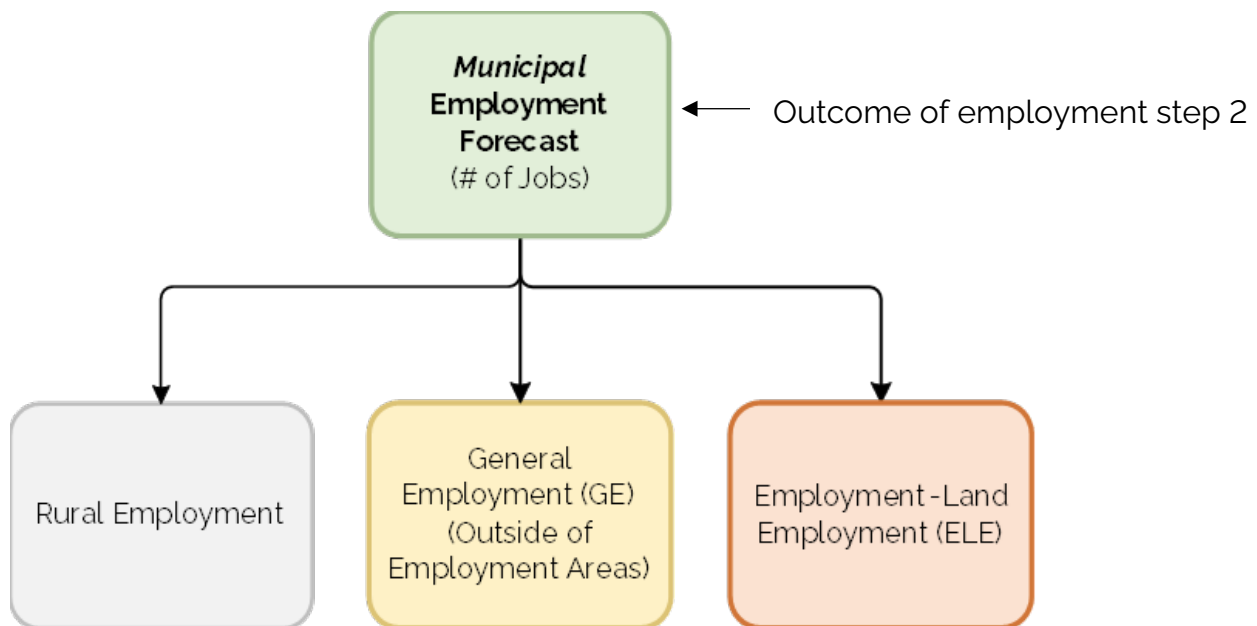 Municipal
Employment
Forecast
(# of Jobs)
Outcome of employment step 2
Rural Employment
General
Employment (GE)
(Outside of
Employment Areas)
Employment-Land
Employment (ELE)